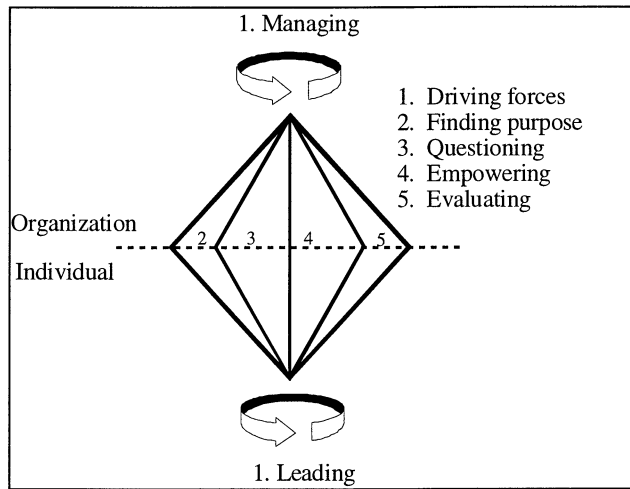 1. Managing
1. Driving forces
2. Finding purpose
3. Questioning
4. Empowering
5. Evaluating
Organization
2 3 4 5
Individual
1. Leading